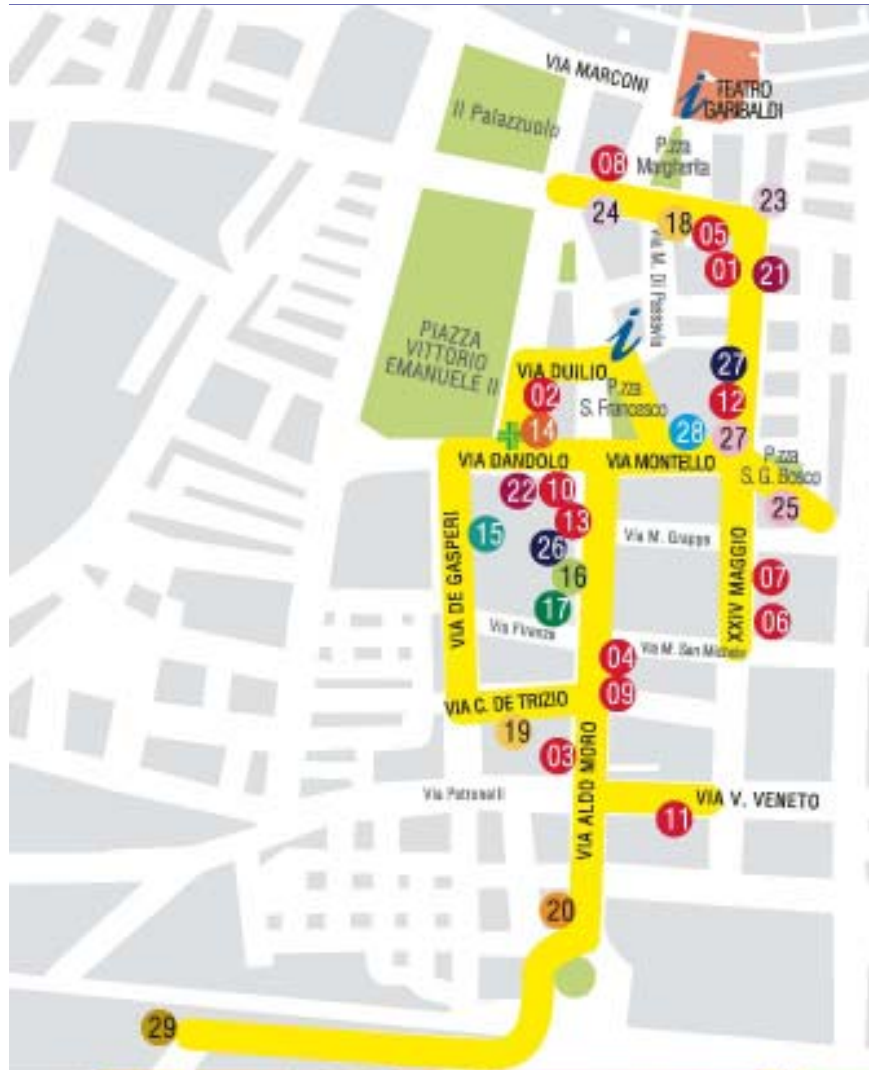 VIA MARCONI
i TEATRO
GARIBALDI
Il Palazzuolo
P.zza
Margherita
08
23
24
18
05
01
21
Via M. Di
PIAZZA
VITTORIO
EMANUELE II
i
VIA DUILIO
27
02
P.zza
S. Francesco
12
14
28
27
VIA DANDOLO
VIA MONTELLO
P.zza
S. G. Bosco
22
10
25
13
15
Via M. Grappa
26
VIA DE GASPERI
16
XXIV MAGGIO
07
17
06
Via Firenze
04
Via M. San Michele
09
VIA C. DE TRIZIO
19
03
VIA ALDO MORO
Via Petronelli
VIA V. VENETO
11
20
29